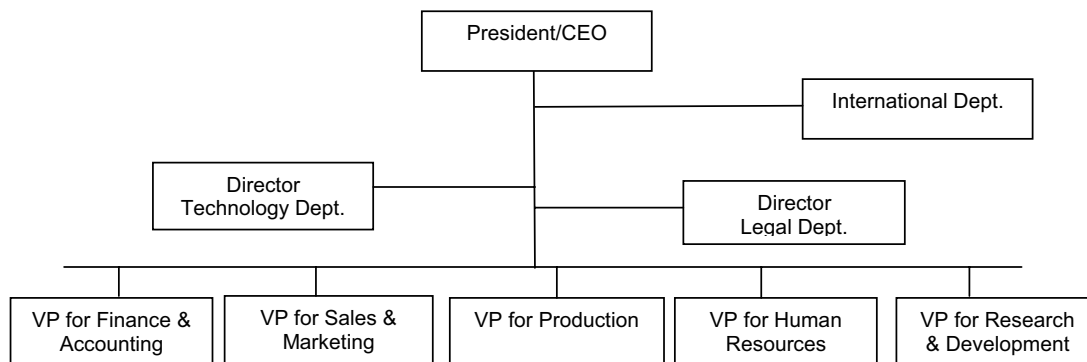 President/CEO
International Dept.
Director
Technology Dept.
Director
Legal Dept.
VP for Finance &
Accounting
VP for Sales &
Marketing
VP for Production
VP for Human
Resources
VP for Research
& Development